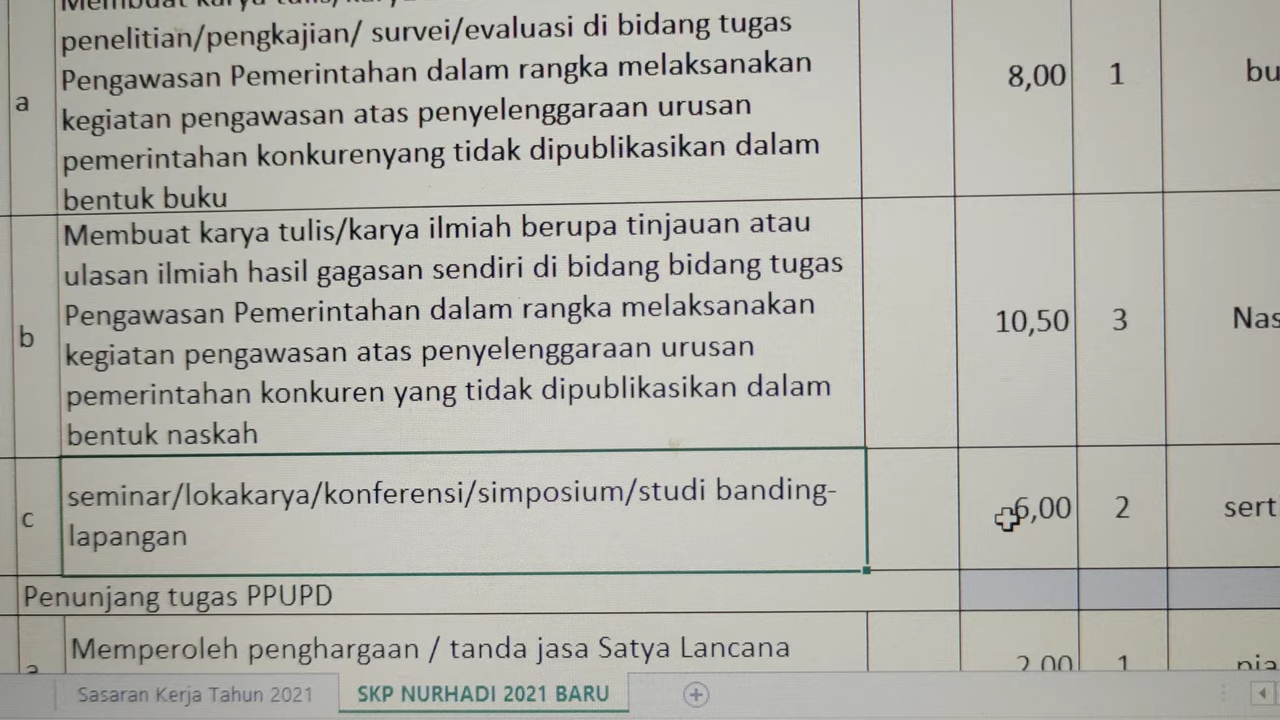 penelitian/pengkajian/ survei/evaluasi di bidang tugas
Pengawasan Pemerintahan dalam rangka melaksanakan
a
kegiatan pengawasan atas penyelenggaraan urusan
pemerintahan konkurenyang tidak dipublikasikan dalam
bentuk buku
8,00
1
bu
b
Membuat karya tulis/karya ilmiah berupa tinjauan atau
ulasan ilmiah hasil gagasan sendiri di bidang bidang tugas
Pengawasan Pemerintahan dalam rangka melaksanakan
kegiatan pengawasan atas penyelenggaraan urusan
pemerintahan konkuren yang tidak dipublikasikan dalam
bentuk naskah
10,50
3
Nas
c
seminar/lokakarya/konferensi/simposium/studi banding-
lapangan
6,00
2
sert
Penunjang tugas PPUPD
a
Memperoleh penghargaan / tanda jasa Satya Lancana
2,00
1
pia
Sasaran Kerja Tahun 2021
SKP NURHADI 2021 BARU